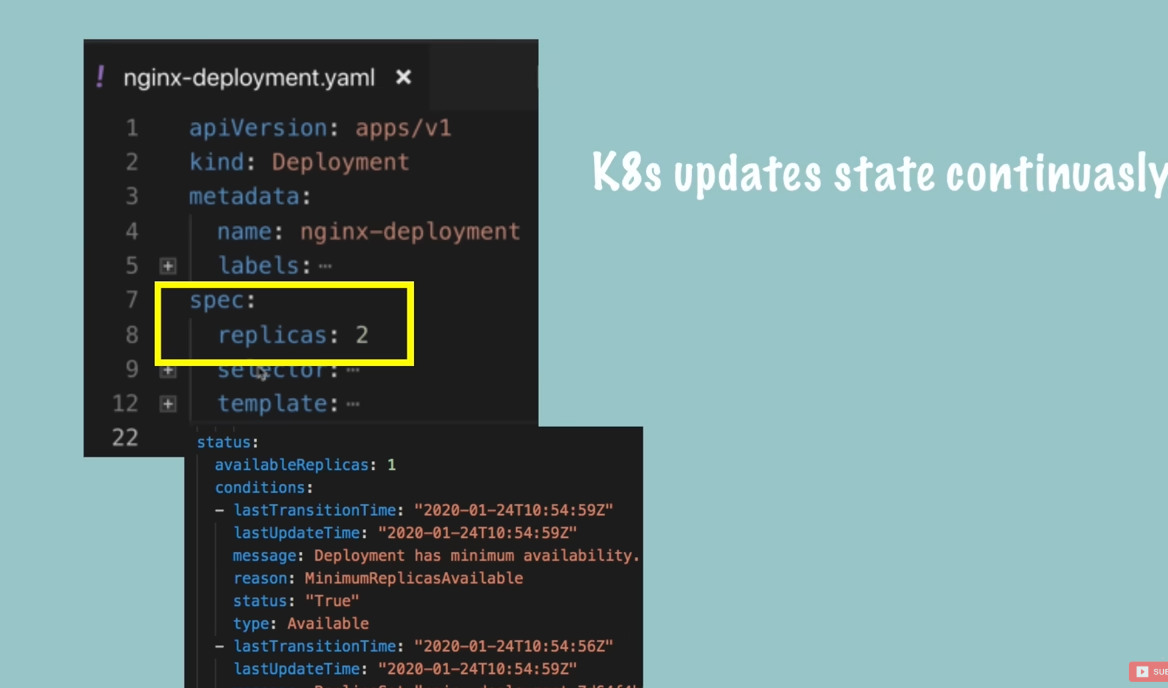 ! nginx-deployment.yaml ×
1 apiVersion: apps/v1
2 kind: Deployment
3 metadata:
4 name: nginx-deployment
5 labels: ⋯
7 spec:
8 replicas: 2
9 selector: ⋯
12 template: ⋯
22
status:
availableReplicas: 1
conditions:
– lastTransitionTime: "2020-01-24T10:54:59Z"
lastUpdateTime: "2020-01-24T10:54:59Z"
message: Deployment has minimum availability.
reason: MinimumReplicasAvailable
status: "True"
type: Available
– lastTransitionTime: "2020-01-24T10:54:56Z"
lastUpdateTime: "2020-01-24T10:54:59Z"
K8s updates state continuasly
SUB